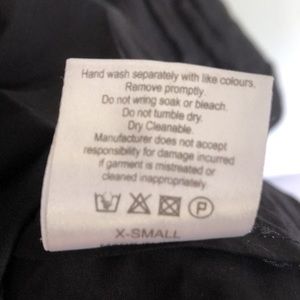 Hand wash separately with like colours.
Remove promptly.
Do not wring soak or bleach.
Do not tumble dry.
Dry Cleanable.
Manufacturer does not accept
responsibility for damage incurred
if garment is mistreated or
cleaned inappropriately.
P
X-SMALL